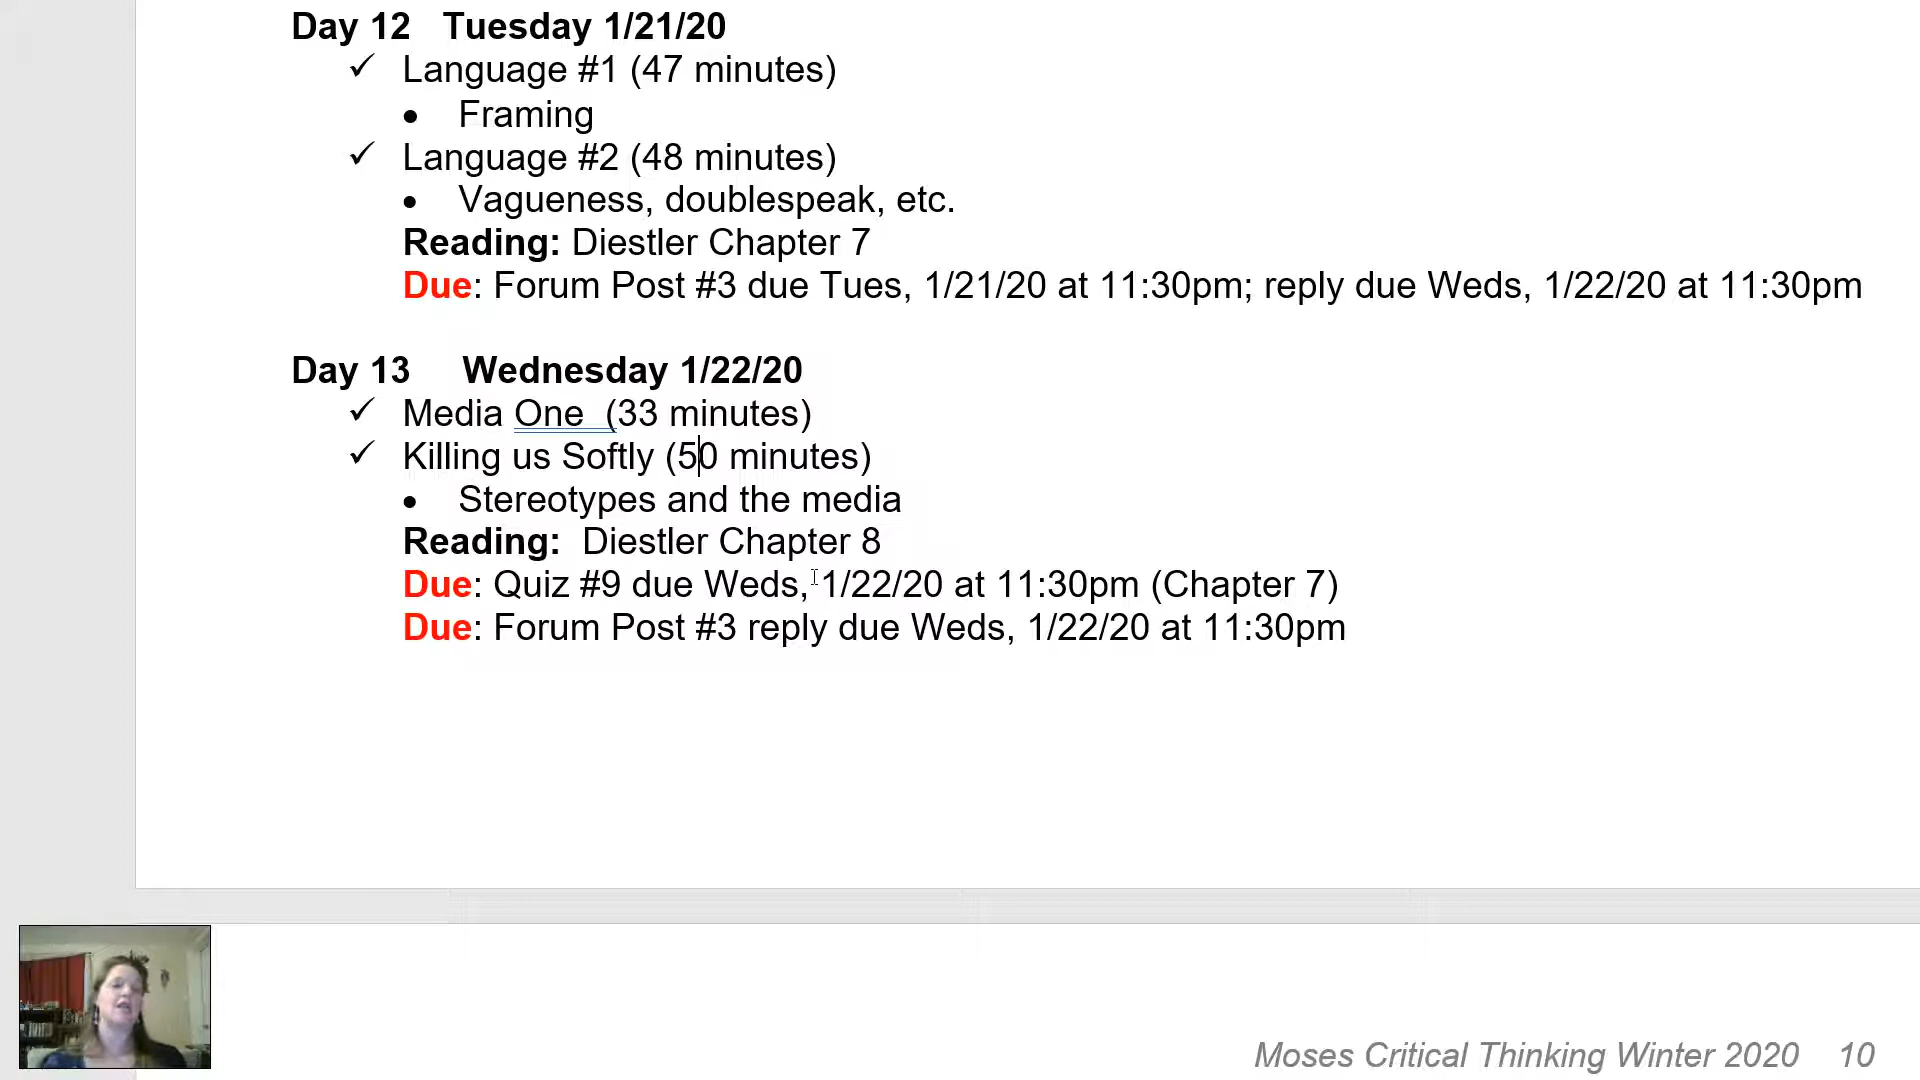 Day 12 Tuesday 1/21/20
✓ Language #1 (47 minutes)
• Framing
✓ Language #2 (48 minutes)
• Vagueness, doublespeak, etc.
Reading: Diestler Chapter 7
Due: Forum Post #3 due Tues, 1/21/20 at 11:30pm; reply due Weds, 1/22/20 at 11:30pm
Day 13 Wednesday 1/22/20
✓ Media One (33 minutes)
✓ Killing us Softly (50 minutes)
• Stereotypes and the media
Reading: Diestler Chapter 8
Due: Quiz #9 due Weds, 1/22/20 at 11:30pm (Chapter 7)
Due: Forum Post #3 reply due Weds, 1/22/20 at 11:30pm
Moses Critical Thinking Winter 2020 10